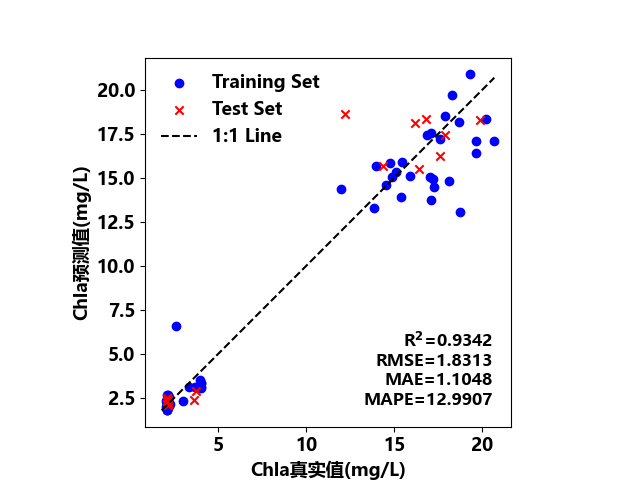 Training Set
Test Set
1:1 Line
20.0
17.5
15.0
12.5
10.0
7.5
5.0
2.5
Chla预测值(mg/L)
R²=0.9342
RMSE=1.8313
MAE=1.1048
MAPE=12.9907
5 10 15 20
Chla真实值(mg/L)